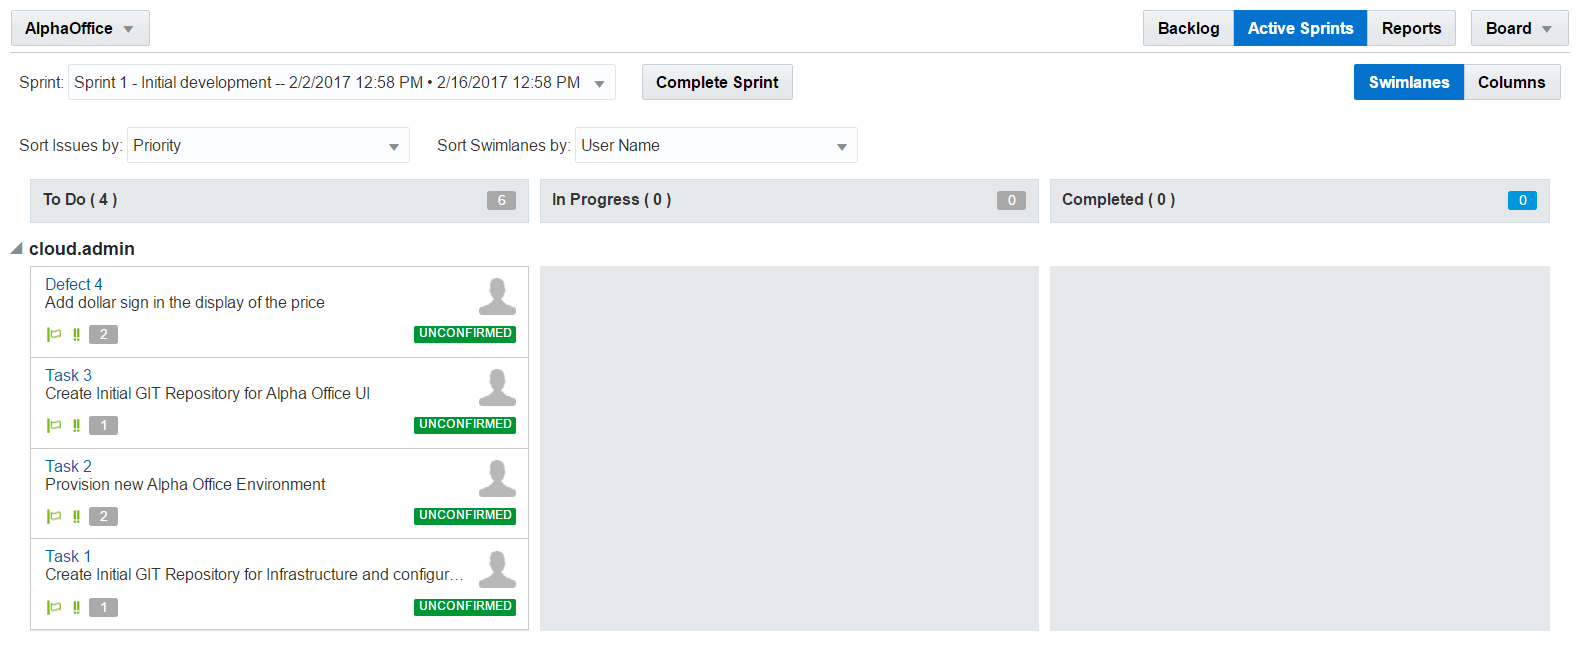 AlphaOffice
Backlog
Active Sprints
Reports
Board
Sprint: Sprint 1 - Initial development -- 2/2/2017 12:58 PM • 2/16/2017 12:58 PM
Complete Sprint
Swimlanes
Columns
Sort Issues by: Priority
Sort Swimlanes by: User Name
To Do ( 4 )
6
In Progress ( 0 )
0
Completed ( 0 )
0
cloud.admin
Defect 4
Add dollar sign in the display of the price
!! 2
UNCONFIRMED
Task 3
Create Initial GIT Repository for Alpha Office UI
!! 1
UNCONFIRMED
Task 2
Provision new Alpha Office Environment
!! 2
UNCONFIRMED
Task 1
Create Initial GIT Repository for Infrastructure and configur…
!! 1
UNCONFIRMED